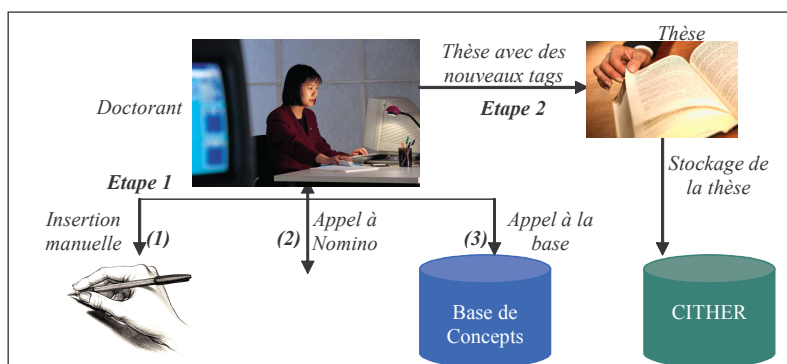 Thèse
Thèse avec des
nouveaux tags
Doctorant
Etape 2
Stockage de
la thèse
Etape 1
Insertion
manuelle
(1)
(2)
Appel à
Nomino
(3)
Appel à la
base
Base de
Concepts
CITHER